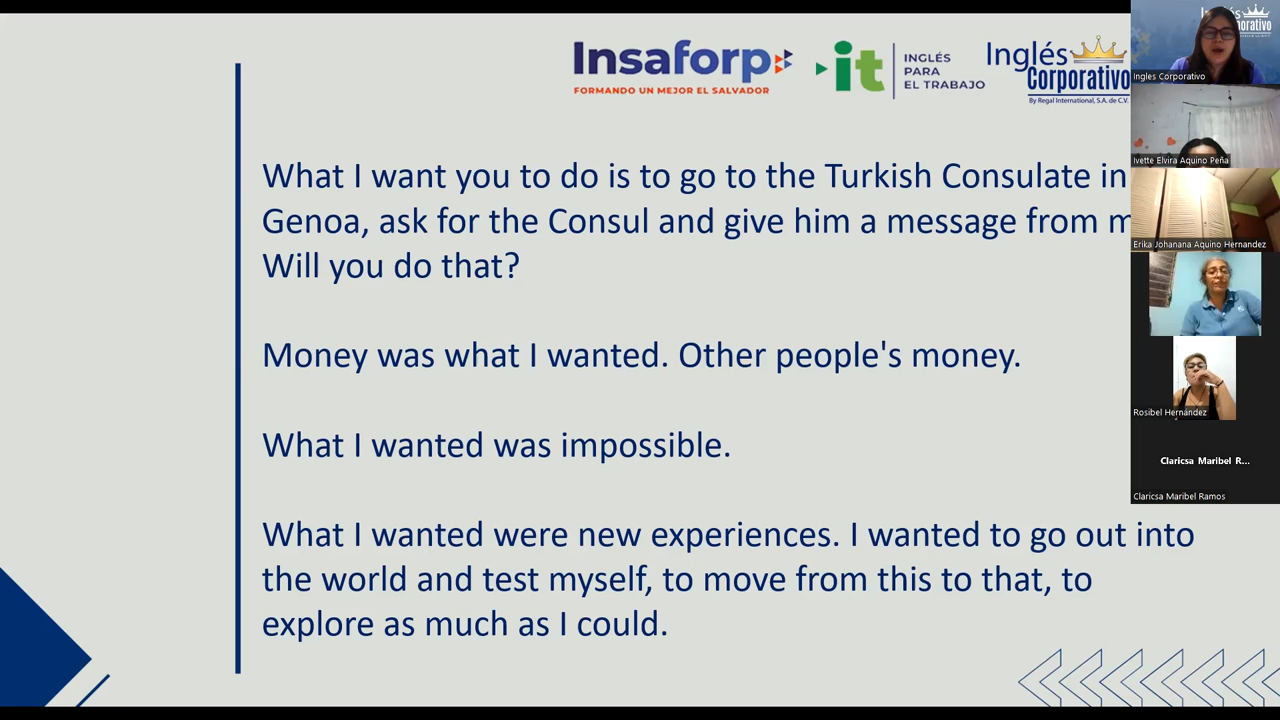 Insaforp
FORMANDO UN MEJOR EL SALVADOR
it
INGLÉS
PARA
EL TRABAJO
Inglés
Corporativo
By Regal International, S.A. de C.V.
What I want you to do is to go to the Turkish Consulate in
Genoa, ask for the Consul and give him a message from
Will you do that?
Money was what I wanted. Other people's money.
What I wanted was impossible.
What I wanted were new experiences. I wanted to go out into
the world and test myself, to move from this to that, to
explore as much as I could.
Ingles Corporativo
Ivette Elvira Aquino Peña
Erika Johanana Aquino Hernandez
Rosibel Hernández
Claricsa Maribel R...
Claricsa Maribel Ramos